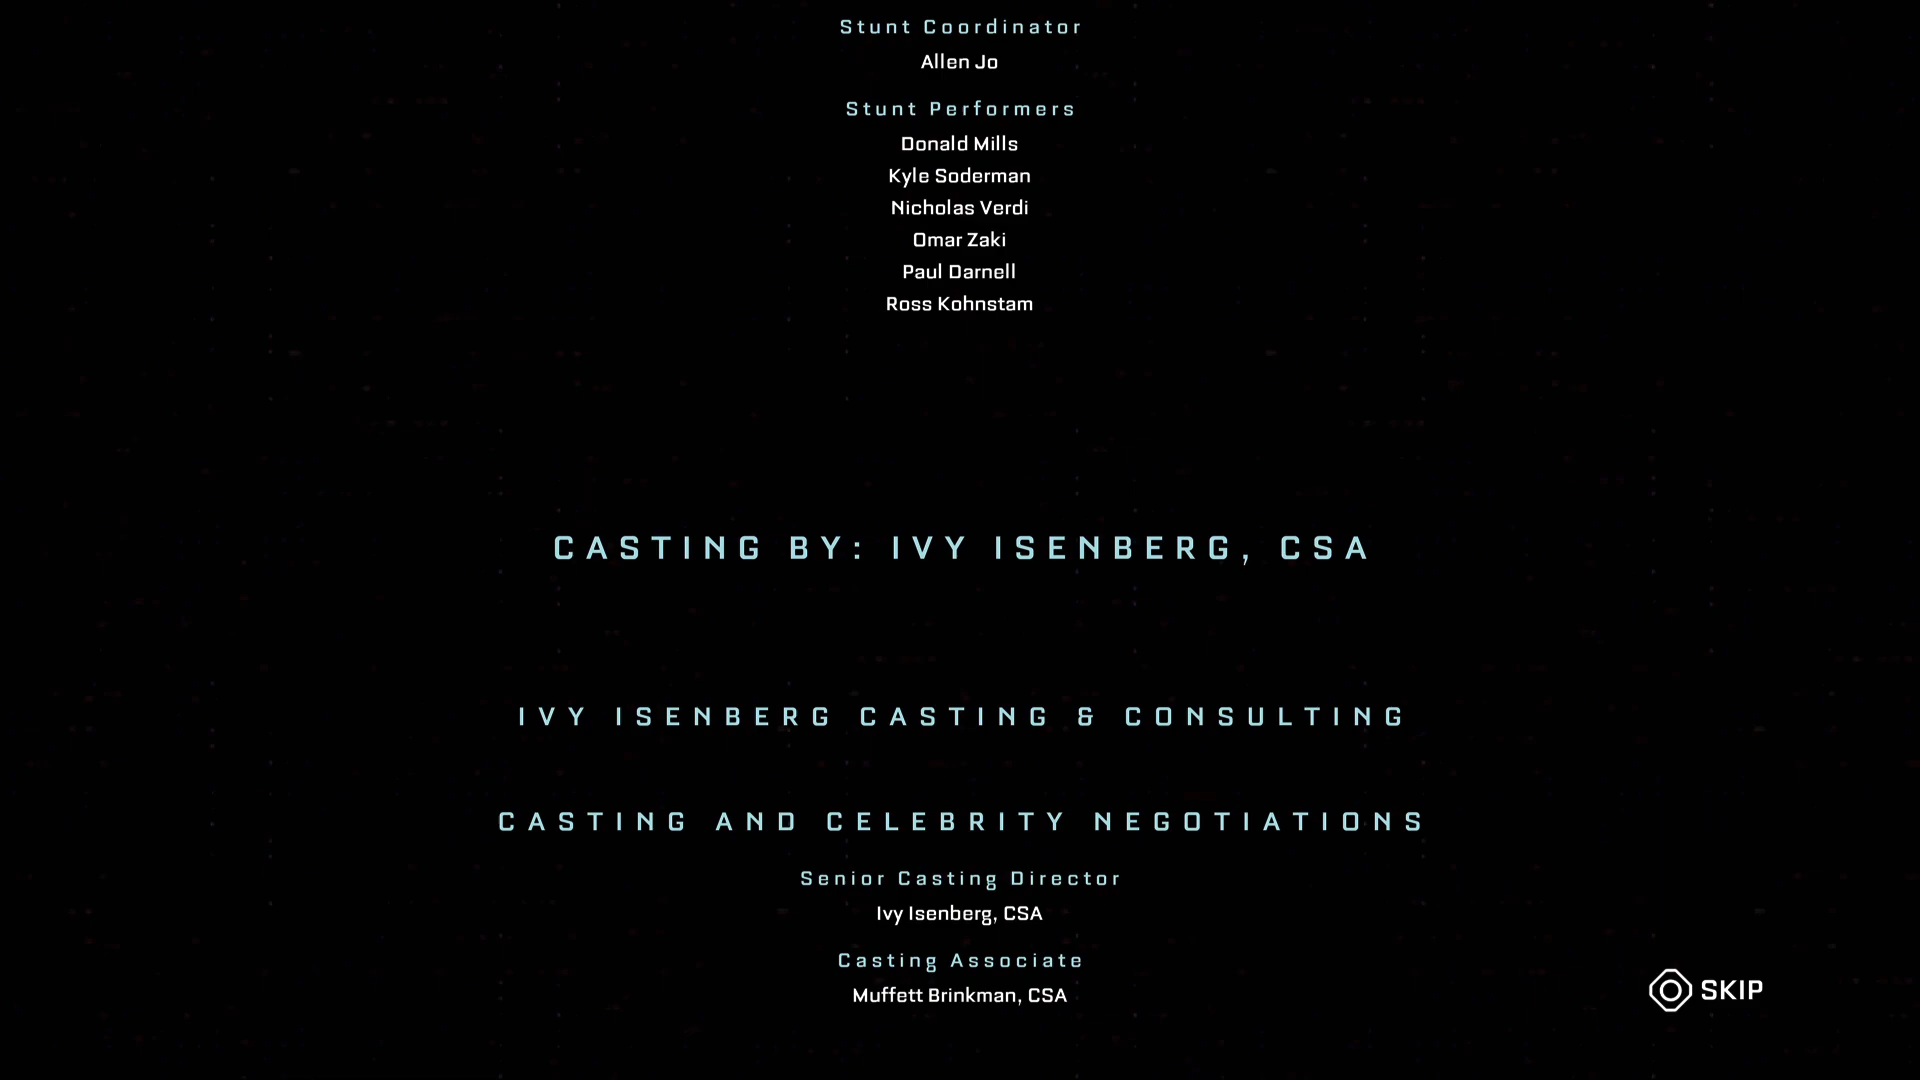 Stunt Coordinator
Allen Jo
Stunt Performers
Donald Mills
Kyle Soderman
Nicholas Verdi
Omar Zaki
Paul Darnell
Ross Kohnstam
CASTING BY: IVY ISENBERG, CSA
IVY ISENBERG CASTING & CONSULTING
CASTING AND CELEBRITY NEGOTIATIONS
Senior Casting Director
Ivy Isenberg, CSA
Casting Associate
Muffett Brinkman, CSA
SKIP